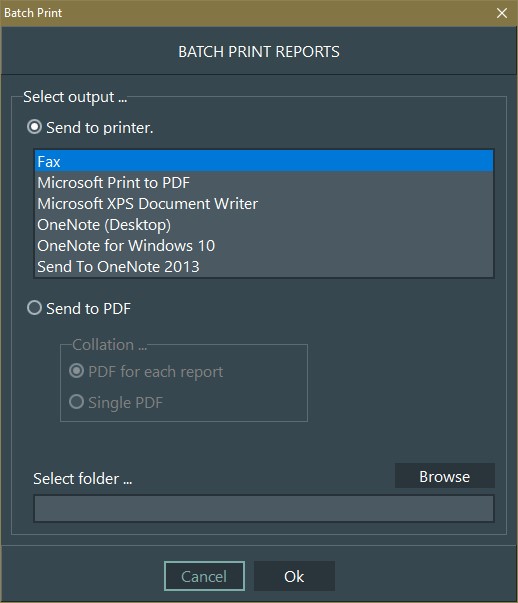 Batch Print
BATCH PRINT REPORTS
Select output ...
Send to printer.
Fax
Microsoft Print to PDF
Microsoft XPS Document Writer
OneNote (Desktop)
OneNote for Windows 10
Send To OneNote 2013
Send to PDF
Collation ...
PDF for each report
Single PDF
Select folder ...
Browse
Cancel
Ok